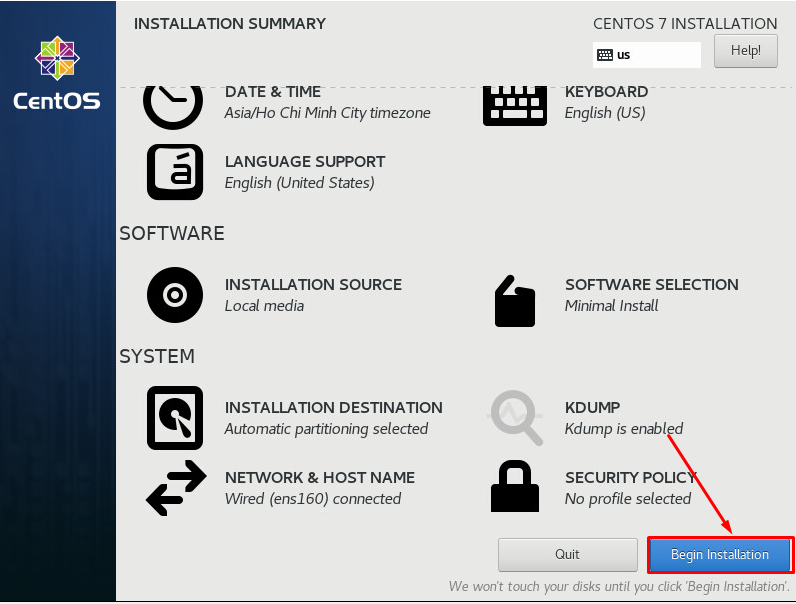 INSTALLATION SUMMARY
CENTOS 7 INSTALLATION
us
Help!
CentOS
DATE & TIME
Asia/Ho Chi Minh City timezone
KEYBOARD
English (US)
LANGUAGE SUPPORT
English (United States)
SOFTWARE
INSTALLATION SOURCE
Local media
SOFTWARE SELECTION
Minimal Install
SYSTEM
INSTALLATION DESTINATION
Automatic partitioning selected
KDUMP
Kdump is enabled
NETWORK & HOST NAME
Wired (ens160) connected
SECURITY POLICY
No profile selected
Quit
Begin Installation
We won't touch your disks until you click 'Begin Installation'.